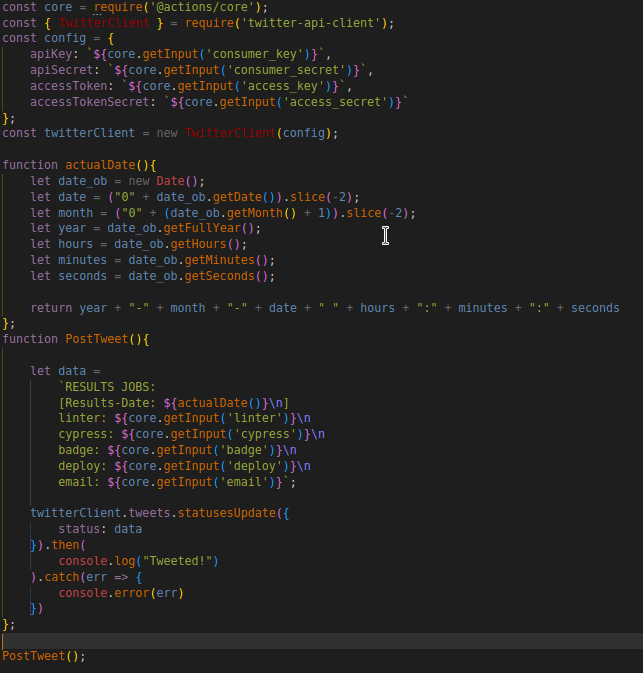 const core = require('@actions/core');
const { TwitterClient } = require('twitter-api-client');
const config = {
    apiKey: `${core.getInput('consumer_key')}`,
    apiSecret: `${core.getInput('consumer_secret')}`,
    accessToken: `${core.getInput('access_key')}`,
    accessTokenSecret: `${core.getInput('access_secret')}`
};
const twitterClient = new TwitterClient(config);
function actualDate(){
    let date_ob = new Date();
    let date = ("0" + date_ob.getDate()).slice(-2);
    let month = ("0" + (date_ob.getMonth() + 1)).slice(-2);
    let year = date_ob.getFullYear();
    let hours = date_ob.getHours();
    let minutes = date_ob.getMinutes();
    let seconds = date_ob.getSeconds();
    return year + "-" + month + "-" + date + " " + hours + ":" + minutes + ":" + seconds
};
function PostTweet(){
    let data =
        `RESULTS JOBS:
        [Results-Date: ${actualDate()}\n]
        linter: ${core.getInput('linter')}\n
        cypress: ${core.getInput('cypress')}\n
        badge: ${core.getInput('badge')}\n
        deploy: ${core.getInput('deploy')}\n
        email: ${core.getInput('email')}`;
    twitterClient.tweets.statusesUpdate({
        status: data
    }).then(
        console.log("Tweeted!")
    ).catch(err => {
        console.error(err)
    })
};
PostTweet();